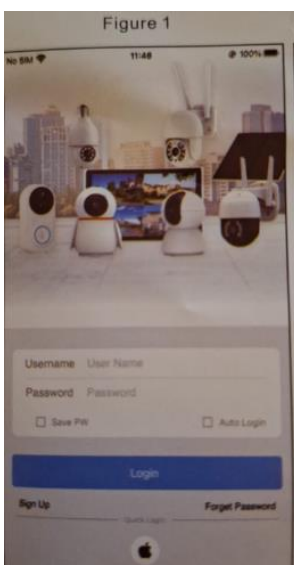 Figure 1
No SIM 11:46 100%
Username User Name
Password Password
Save PW Auto Login
Login
Sign Up Forget Password
Quick Login